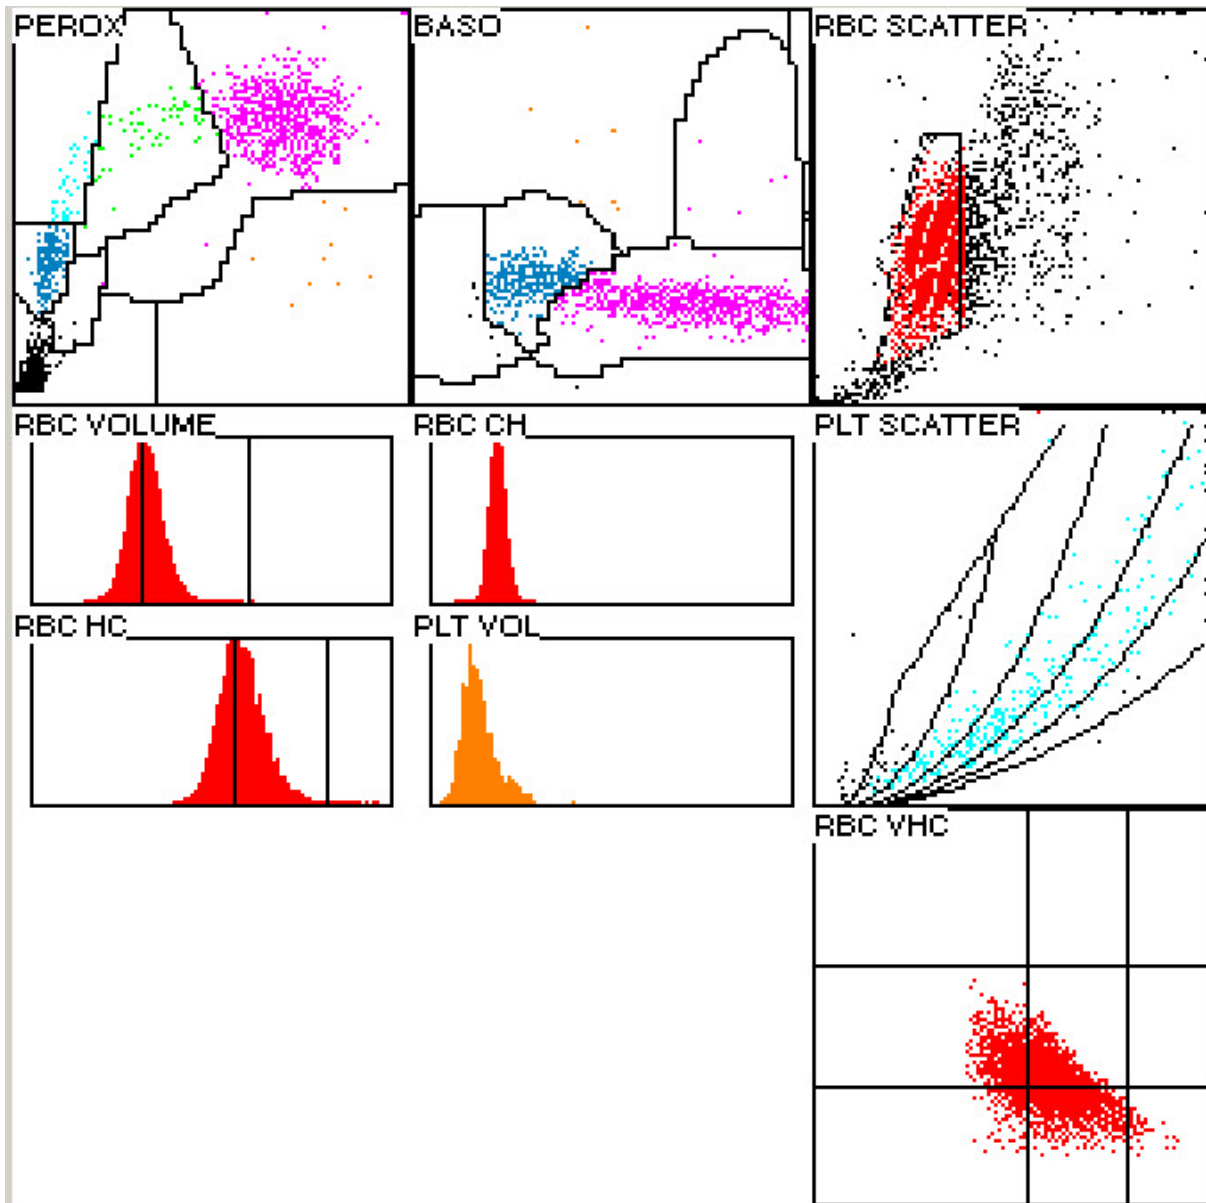 PEROX
BASO
RBC SCATTER
RBC VOLUME
RBC CH
PLT SCATTER
RBC HC
PLT VOL
RBC VHC